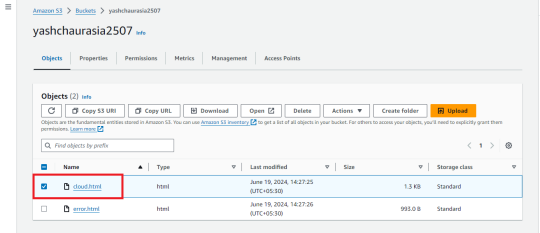 Amazon S3 > Buckets > yashchaurasia2507
yashchaurasia2507 Info
Objects Properties Permissions Metrics Management Access Points
Objects (2) Info
Copy S3 URI Copy URL Download Open Delete Actions Create folder Upload
Objects are the fundamental entities stored in Amazon S3. You can use Amazon S3 inventory to get a list of all objects in your bucket. For others to access your objects, you'll need to explicitly grant them
permissions. Learn more
Find objects by prefix
< 1 >
Name Type Last modified Size Storage class
cloud.html html June 19, 2024, 14:27:25 (UTC+05:30) 1.3 KB Standard
error.html html June 19, 2024, 14:27:26 (UTC+05:30) 993.0 B Standard